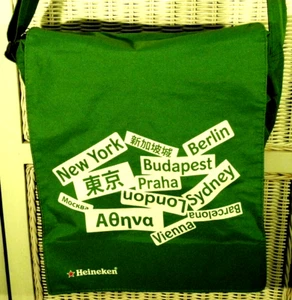 New York
新加坡城
Berlin
Budapest
東京
Praha
Sydney
London
Москва
Barcelona
Αθηνα
Vienna
Heineken